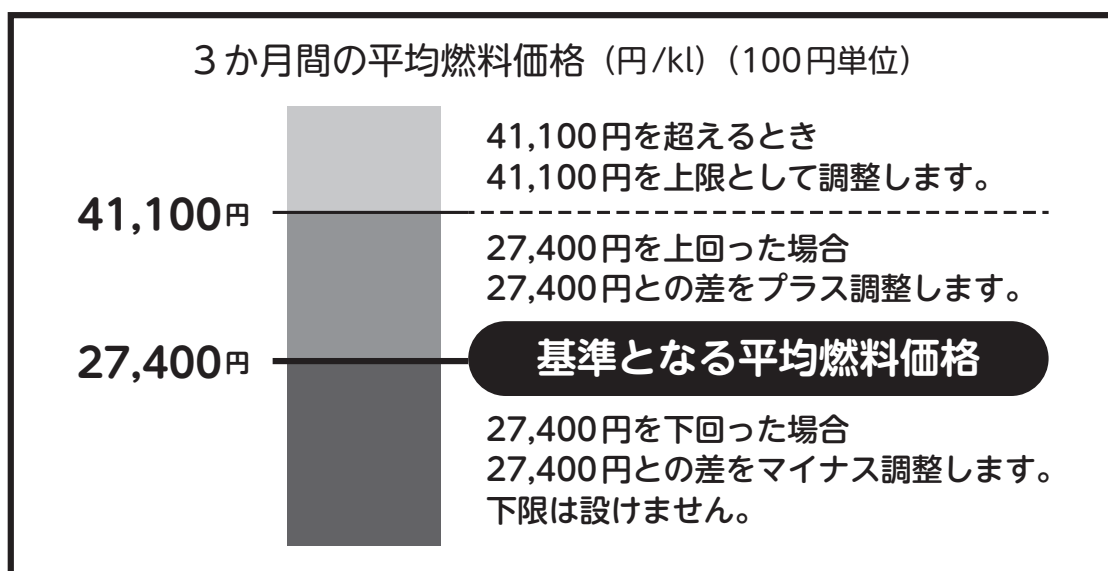 3か月間の平均燃料価格（円/kl）（100円単位）
41,100円を超えるとき
41,100円を上限として調整します。
41,100円
27,400円を上回った場合
27,400円との差をプラス調整します。
27,400円
基準となる平均燃料価格
27,400円を下回った場合
27,400円との差をマイナス調整します。
下限は設けません。